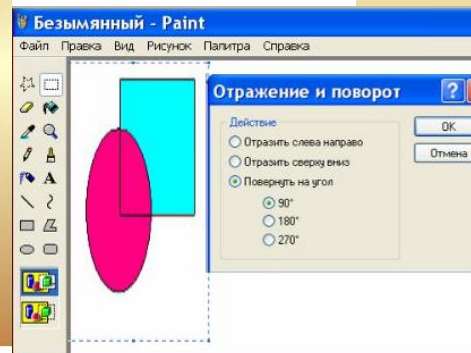 Безымянный - Paint
Файл Правка Вид Рисунок Палитра Справка
Отражение и поворот ?
Действие
Отразить слева направо
Отразить сверху вниз
Повернуть на угол
90°
180°
270°
OK
Отмена
A